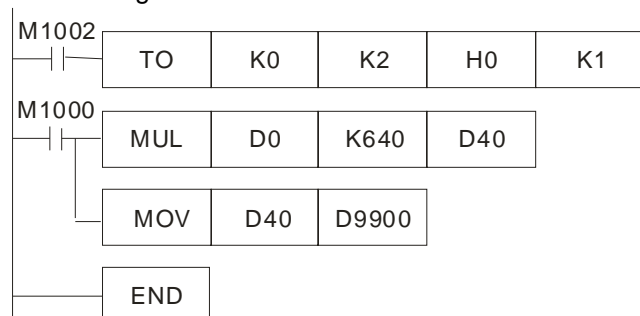 M1002
TO K0 K2 H0 K1
M1000
MUL D0 K640 D40
MOV D40 D9900
END